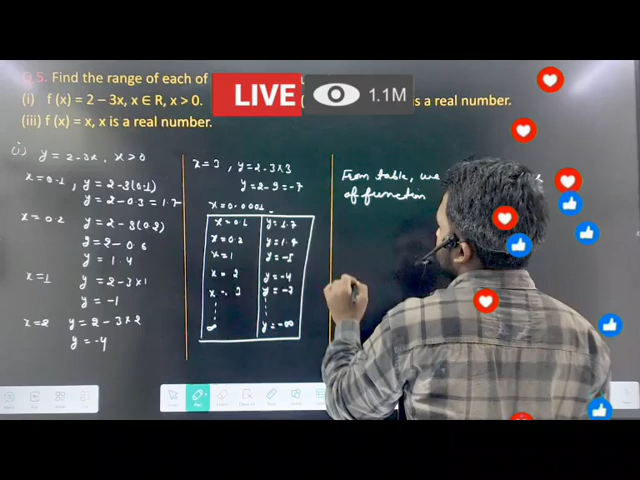 Q.5. Find the range of each of
LIVE 1.1M
(i) f (x) = 2 – 3x, x ∈ R, x > 0.
s a real number.
(iii) f (x) = x, x is a real number.
(i) y = 2-3x, x>0
x=0.1, y = 2-3(0.1)
y = 2-0.3 = 1.7
x=0.2 y = 2-3(0.2)
y = 2-0.6
y = 1.4
x=1 y = 2-3×1
y = -1
x=2 y = 2-3×2
y = -4
x=3, y=2-3×3
y=2-9=-7
x=0.0001
x=0.1 y=1.7
x=0.2 y=1.4
x=1
x=2 y=-4
x=3
∞ y=-∞
From table, we
of function